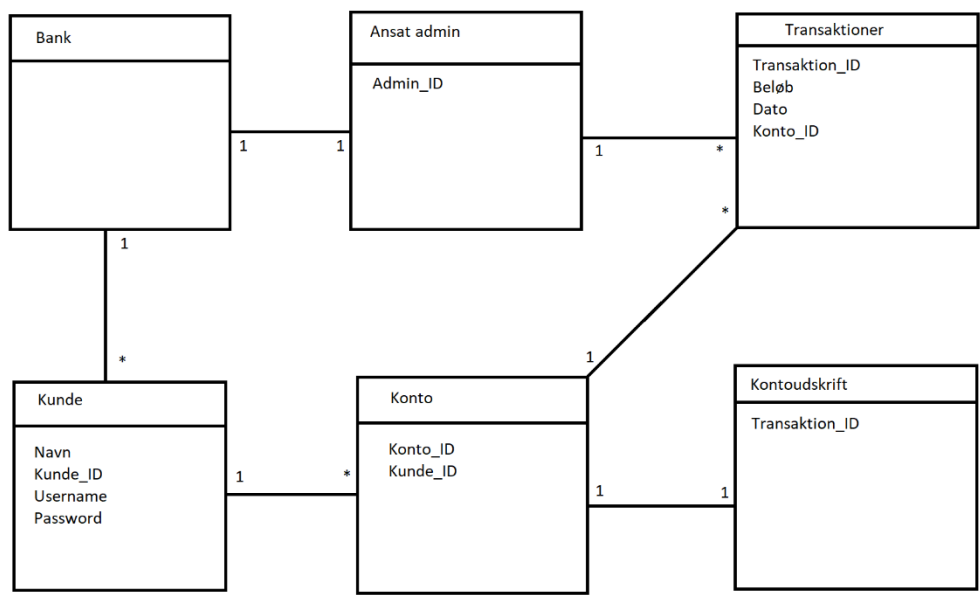 Bank
Ansat admin
Admin_ID
Transaktioner
Transaktion_ID
Beløb
Dato
Konto_ID
1
1
1
*
*
1
*
1
Kunde
Navn
Kunde_ID
Username
Password
1
*
Konto
Konto_ID
Kunde_ID
1
1
Kontoudskrift
Transaktion_ID